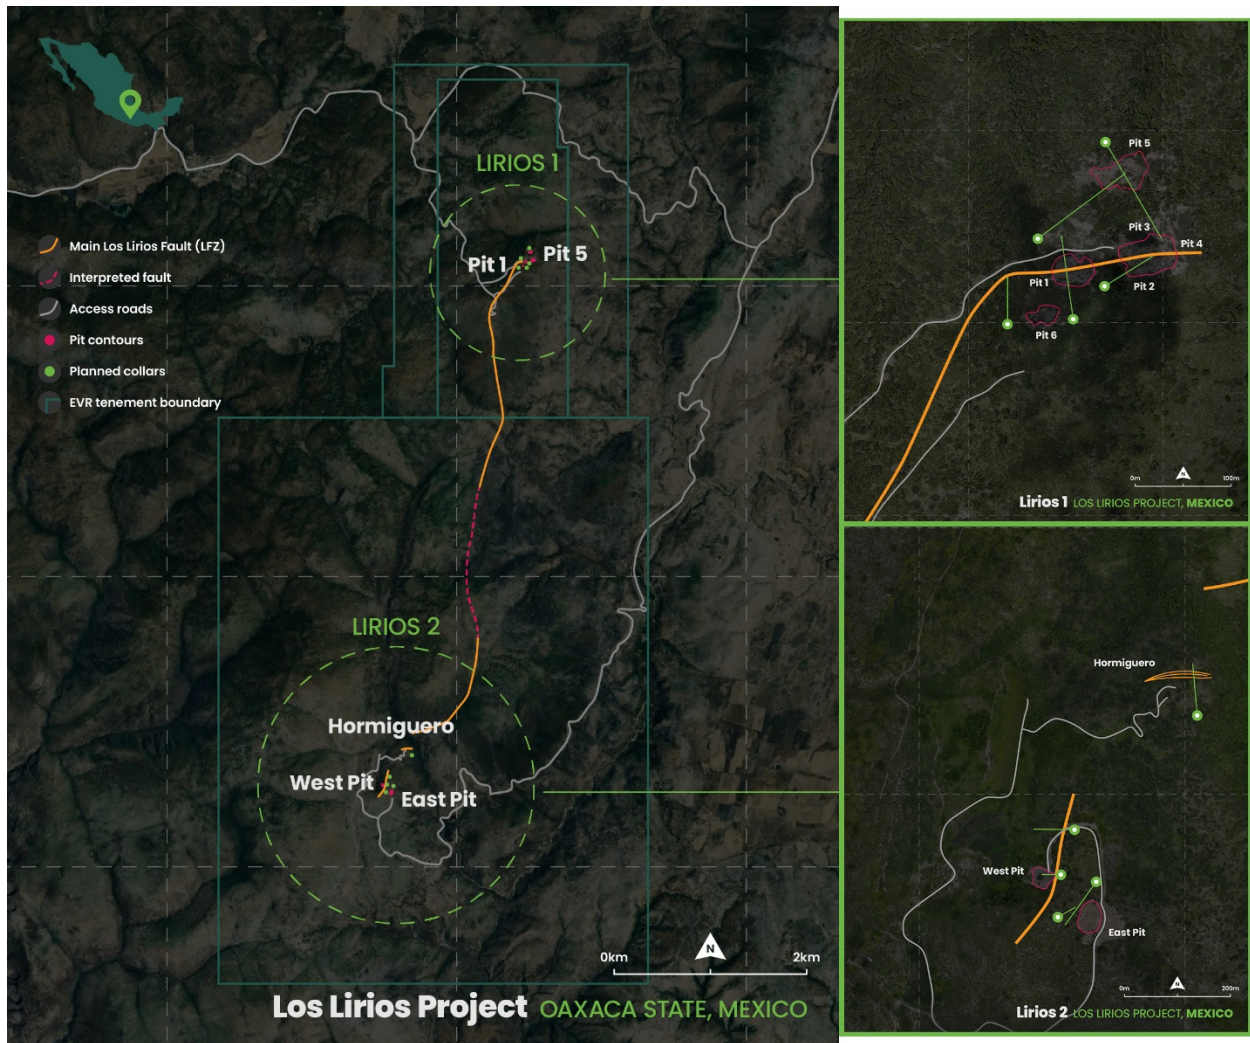 LIRIOS 1
Pit 1
Pit 5
Main Los Lirios Fault (LFZ)
Interpreted fault
Access roads
Pit contours
Planned collars
EVR tenement boundary
LIRIOS 2
Hormiguero
West Pit
East Pit
N
0km
2km
Los Lirios Project OAXACA STATE, MEXICO
Pit 5
Pit 3
Pit 4
Pit 1
Pit 2
Pit 6
N
0m
100m
Lirios 1 LOS LIRIOS PROJECT, MEXICO
Hormiguero
West Pit
East Pit
N
0m
200m
Lirios 2 LOS LIRIOS PROJECT, MEXICO